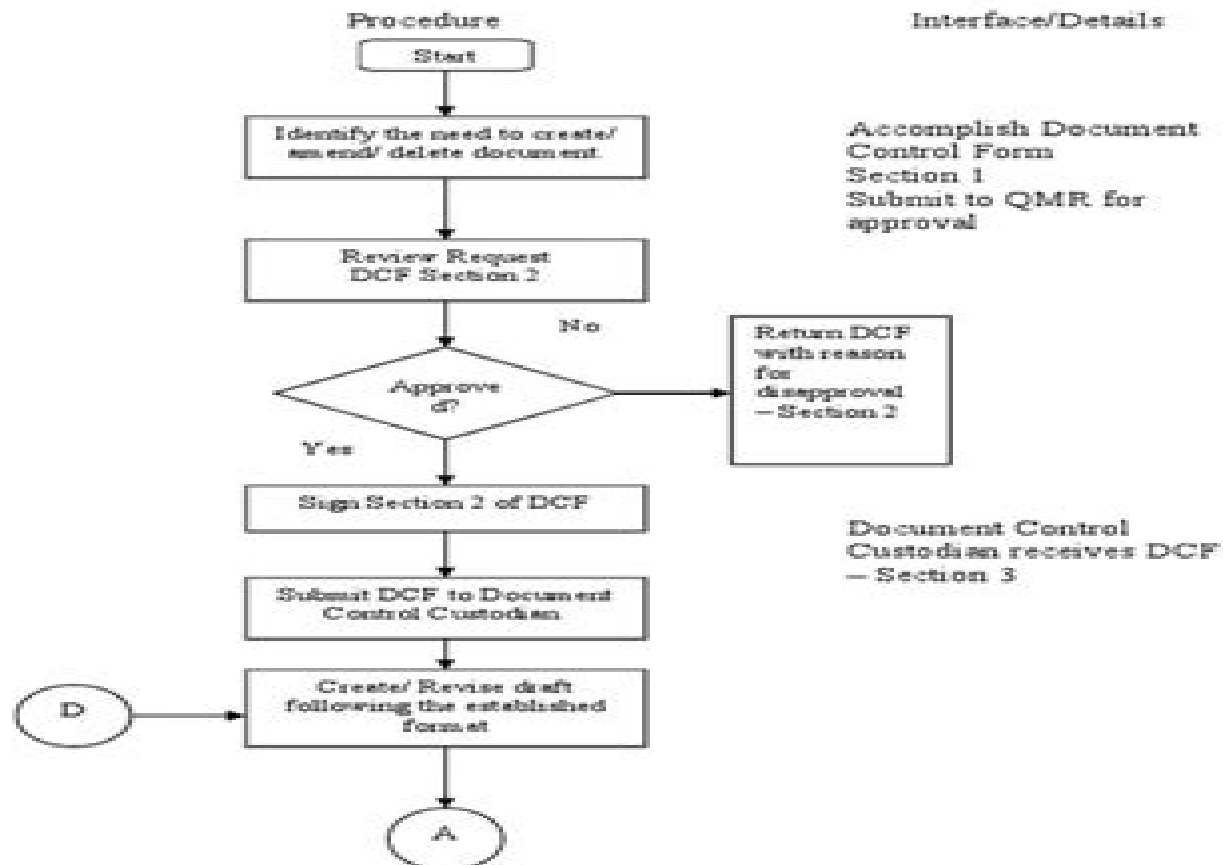 Procedure
Interface/Details
Start
Identify the need to create/
amend/ delete document
Accomplish Document
Control Form
Section 1
Submit to QMR for
approval
Review Request
DCF Section 2
No
Return DCF
with reason
for
disapproval
– Section 2
Approve
d?
Yes
Sign Section 2 of DCF
Document Control
Custodian receives DCF
– Section 3
Submit DCF to Document
Control Custodian
Create/ Revise draft
following the established
format
D
A